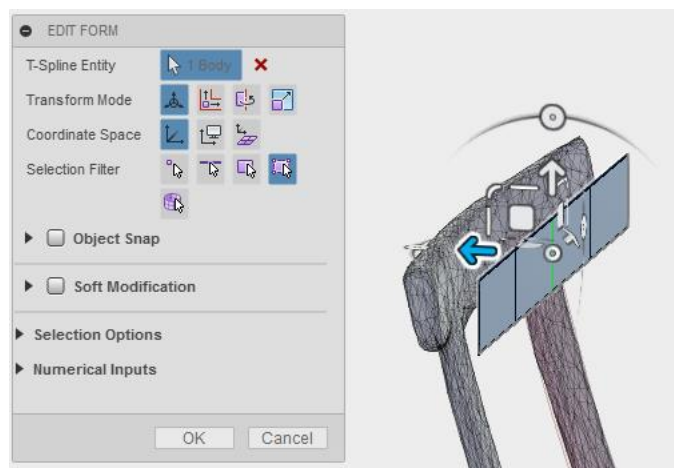 EDIT FORM
T-Spline Entity 1 Body
Transform Mode
Coordinate Space
Selection Filter
Object Snap
Soft Modification
Selection Options
Numerical Inputs
OK Cancel